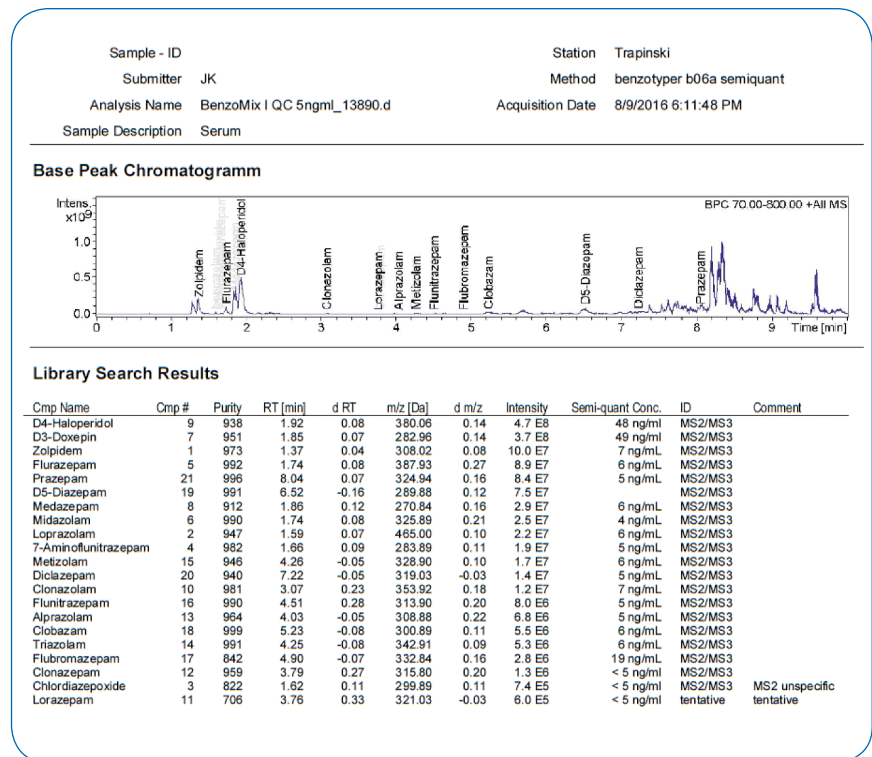 Sample - ID Station Trapinski
Submitter JK Method benzotyper b06a semiquant
Analysis Name BenzoMix I QC 5ngml_13890.d Acquisition Date 8/9/2016 6:11:48 PM
Sample Description Serum
Base Peak Chromatogramm
Intens.
x10^9
BPC 70.00-800.00 +All MS
1.0
0.5
0.0
Zolpidem
Flurazepam
D4-Haloperidol
Clonazolam
Lorazepam
Alprazolam
Metizolam
Flunitrazepam
Flubromazepam
Clobazam
D5-Diazepam
Diclazepam
Prazepam
0 1 2 3 4 5 6 7 8 9 Time [min]
Library Search Results
Cmp Name Cmp # Purity RT [min] d RT m/z [Da] d m/z Intensity Semi-quant Conc. ID Comment
D4-Haloperidol 9 938 1.92 0.08 380.06 0.14 4.7 E8 48 ng/ml MS2/MS3
D3-Doxepin 7 951 1.85 0.07 282.96 0.14 3.7 E8 49 ng/ml MS2/MS3
Zolpidem 1 973 1.37 0.04 308.02 0.08 10.0 E7 7 ng/mL MS2/MS3
Flurazepam 5 992 1.74 0.08 387.93 0.27 8.9 E7 6 ng/mL MS2/MS3
Prazepam 21 996 8.04 0.07 324.94 0.16 8.4 E7 5 ng/mL MS2/MS3
D5-Diazepam 19 991 6.52 -0.16 289.88 0.12 7.5 E7 MS2/MS3
Medazepam 8 912 1.86 0.12 270.84 0.16 2.9 E7 6 ng/mL MS2/MS3
Midazolam 6 990 1.74 0.08 325.89 0.21 2.5 E7 4 ng/mL MS2/MS3
Loprazolam 2 947 1.59 0.07 465.00 0.10 2.2 E7 6 ng/mL MS2/MS3
7-Aminoflunitrazepam 4 982 1.66 0.09 283.89 0.11 1.9 E7 5 ng/mL MS2/MS3
Metizolam 15 946 4.26 -0.05 328.90 0.10 1.7 E7 6 ng/mL MS2/MS3
Diclazepam 20 940 7.22 -0.05 319.03 -0.03 1.4 E7 5 ng/mL MS2/MS3
Clonazolam 10 981 3.07 0.23 353.92 0.18 1.2 E7 7 ng/mL MS2/MS3
Flunitrazepam 16 990 4.51 0.28 313.90 0.20 8.0 E6 5 ng/mL MS2/MS3
Alprazolam 13 964 4.03 -0.05 308.88 0.22 6.8 E6 5 ng/mL MS2/MS3
Clobazam 18 999 5.23 -0.08 300.89 0.11 5.5 E6 6 ng/mL MS2/MS3
Triazolam 14 991 4.25 -0.08 342.91 0.09 5.3 E6 6 ng/mL MS2/MS3
Flubromazepam 17 842 4.90 -0.07 332.84 0.16 2.8 E6 19 ng/mL MS2/MS3
Clonazepam 12 959 3.79 0.27 315.80 0.20 1.3 E6 < 5 ng/ml MS2/MS3
Chlordiazepoxide 3 822 1.62 0.11 299.89 0.11 7.4 E5 < 5 ng/ml MS2/MS3 MS2 unspecific
Lorazepam 11 706 3.76 0.33 321.03 -0.03 6.0 E5 < 5 ng/ml tentative tentative